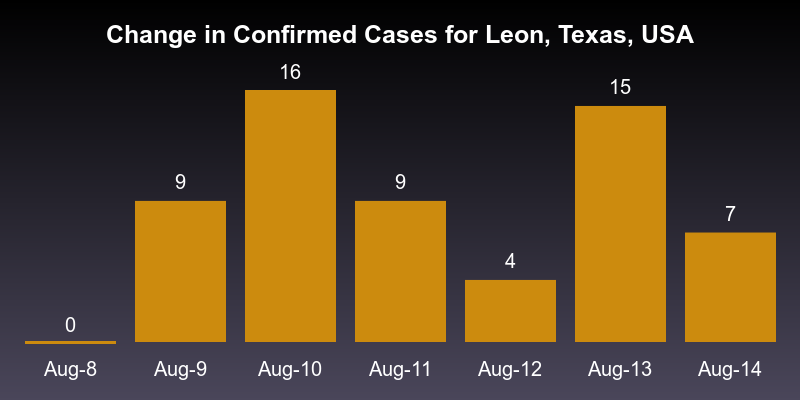 Change in Confirmed Cases for Leon, Texas, USA
0 9 16 9 4 15 7
Aug-8 Aug-9 Aug-10 Aug-11 Aug-12 Aug-13 Aug-14